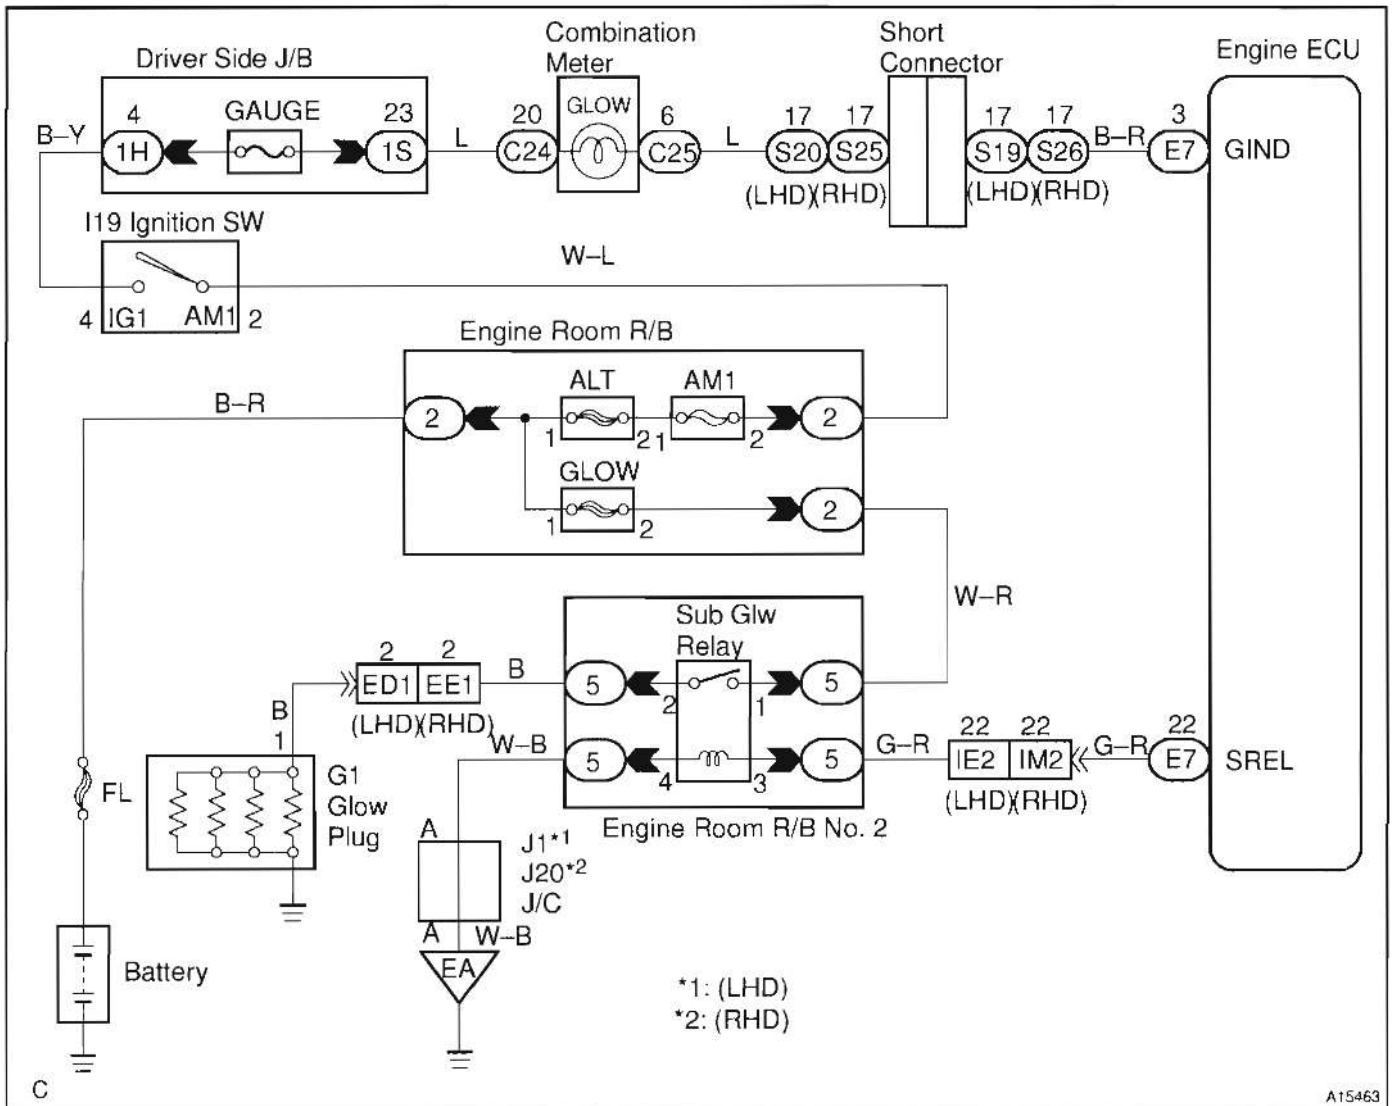 Driver Side J/B
Combination
Meter
Short
Connector
Engine ECU
4
GAUGE
23
20
GLOW
6
17
17
17
17
3
B–Y
1H
1S
L
C24
C25
L
S20
S25
S19
S26
B–R
E7
GIND
(LHD)(RHD)
(LHD)(RHD)
I19 Ignition SW
W–L
4
IG1
AM1
2
Engine Room R/B
ALT
AM1
B–R
2
2
1
2
1
2
GLOW
2
1
2
W–R
Sub Glw
Relay
2
2
ED1
EE1
B
5
5
2
1
(LHD)(RHD)
B
1
W–B
G–R
22
22
G–R
22
5
5
IE2
IM2
E7
SREL
4
3
(LHD)(RHD)
FL
G1
Glow
Plug
Engine Room R/B No. 2
A
J1*1
J20*2
J/C
A
W–B
EA
Battery
*1: (LHD)
*2: (RHD)
C
A15463